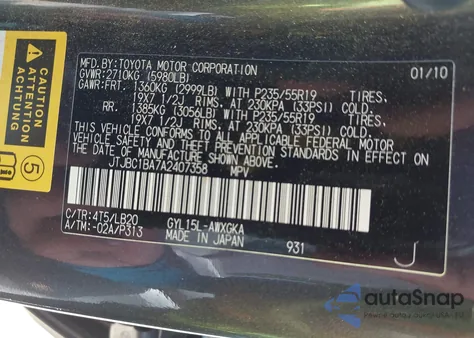 CAUTION
ATTENTION
ACHTUNG
5
MFD. BY: TOYOTA MOTOR CORPORATION 01/10
GVWR: 2710KG (5980LB)
GAWR: FRT. 1360KG (2999LB) WITH P235/55R19 TIRES,
19X7 1/2J RIMS, AT 230KPA (33PSI) COLD.
RR. 1385KG (3056LB) WITH P235/55R19 TIRES,
19X7 1/2J RIMS, AT 230KPA (33PSI) COLD.
THIS VEHICLE CONFORMS TO ALL APPLICABLE FEDERAL MOTOR
VEHICLE SAFETY AND THEFT PREVENTION STANDARDS IN
EFFECT ON THE DATE OF MANUFACTURE SHOWN ABOVE.
JTJBC1BA7A2407358 MPV
C/TR: 4T5/LB20 GYL15L-AWXGKA
A/TM: -02A/P313 MADE IN JAPAN 931 J
autoSnap